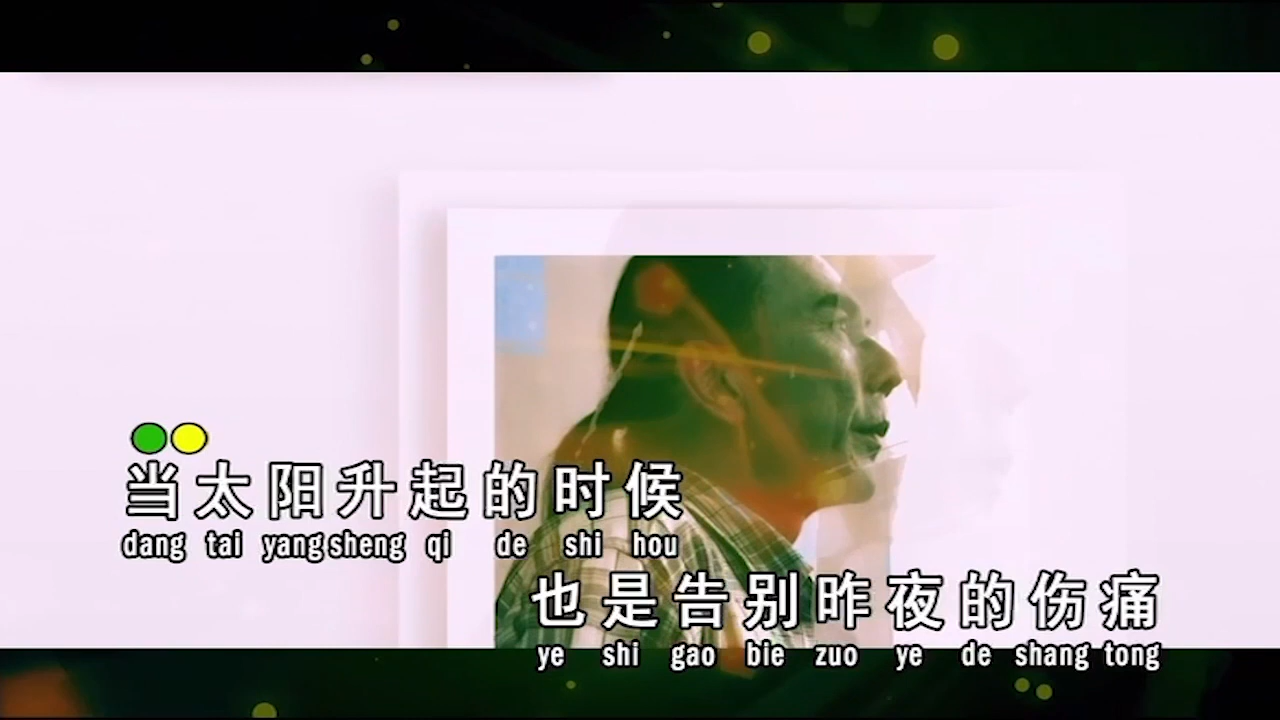 当太阳升起的时候
dang tai yang sheng qi de shi hou
也是告别昨夜的伤痛
ye shi gao bie zuo ye de shang tong